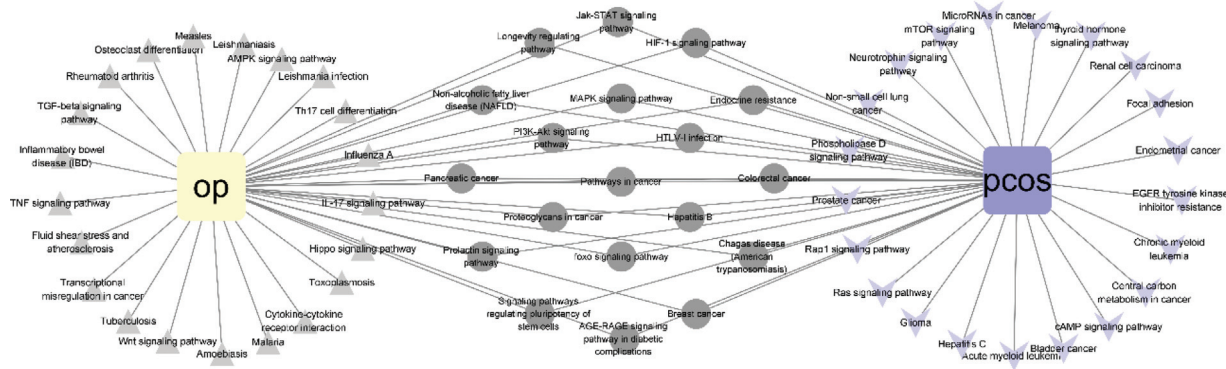 Measles
Osteoclast differentiation
Leishmaniasis
AMPK signaling pathway
Rheumatoid arthritis
Leishmania infection
TGF-beta signaling
pathway
Th17 cell differentiation
Inflammatory bowel
disease (IBD)
Influenza A
op
TNF signaling pathway
IL-17 signaling pathway
Fluid shear stress and
atherosclerosis
Hippo signaling pathway
Transcriptional
misregulation in cancer
Toxoplasmosis
Tuberculosis
Cytokine-cytokine
receptor interaction
Wnt signaling pathway
Malaria
Amoebiasis
Jak-STAT signaling
pathway
Longevity regulating
pathway
HIF-1 signaling pathway
Non-alcoholic fatty liver
disease (NAFLD)
MAPK signaling pathway
Endocrine resistance
PI3K-Akt signaling
pathway
HTLV-I infection
Pancreatic cancer
Pathways in cancer
Colorectal cancer
Proteoglycans in cancer
Hepatitis B
Prolactin signaling
pathway
foxo signaling pathway
Chagas disease
(American
trypanosomiasis)
Signaling pathways
regulating pluripotency of
stem cells
Breast cancer
AGE-RAGE signaling
pathway in diabetic
complications
MicroRNAs in cancer
mTOR signaling
pathway
Melanoma
Thyroid hormone
signaling pathway
Neurotrophin signaling
pathway
Renal cell carcinoma
Non-small cell lung
cancer
Focal adhesion
Phospholipase D
signaling pathway
Endometrial cancer
pcos
Prostate cancer
EGFR tyrosine kinase
inhibitor resistance
Rap1 signaling pathway
Chronic myeloid
leukemia
Ras signaling pathway
Central carbon
metabolism in cancer
Glioma
cAMP signaling pathway
Hepatitis C
Bladder cancer
Acute myeloid leukemi